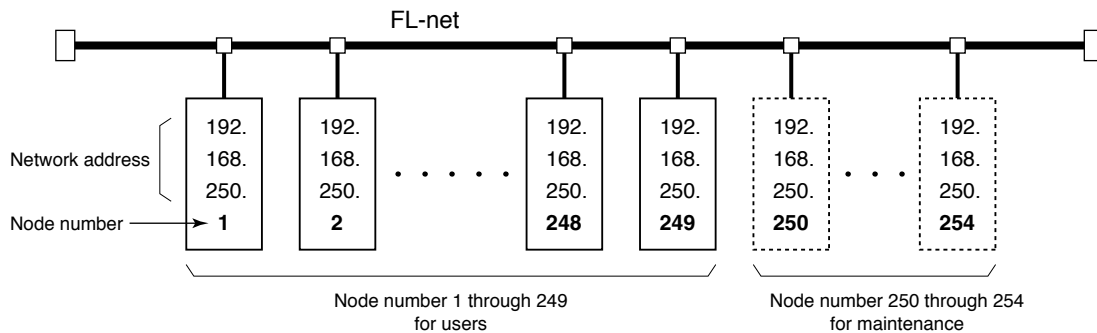 FL-net
Network address
192. 192. 192. 192. 192. 192.
168. 168. 168. 168. 168. 168.
250. 250. 250. 250. 250. 250.
Node number 1 2 248 249 250 254
Node number 1 through 249
for users
Node number 250 through 254
for maintenance